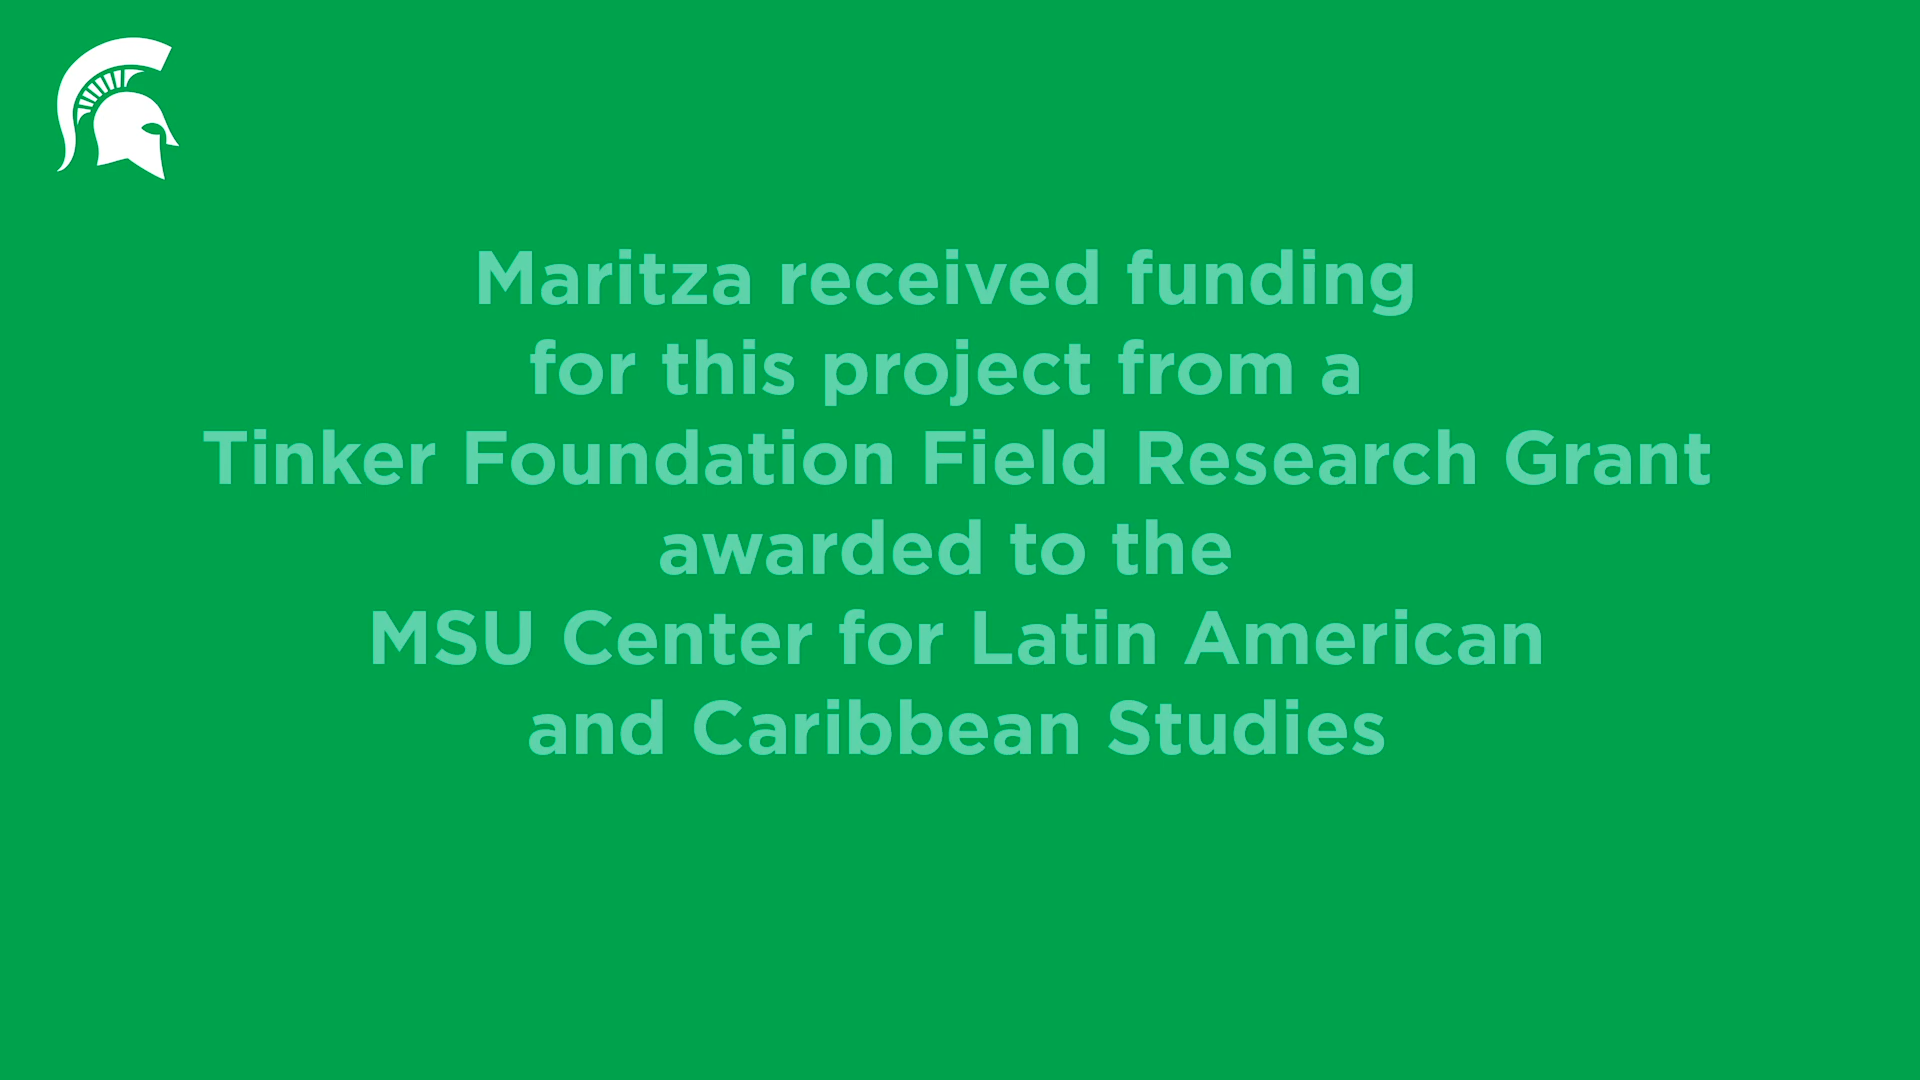 Maritza received funding
for this project from a
Tinker Foundation Field Research Grant
awarded to the
MSU Center for Latin American
and Caribbean Studies